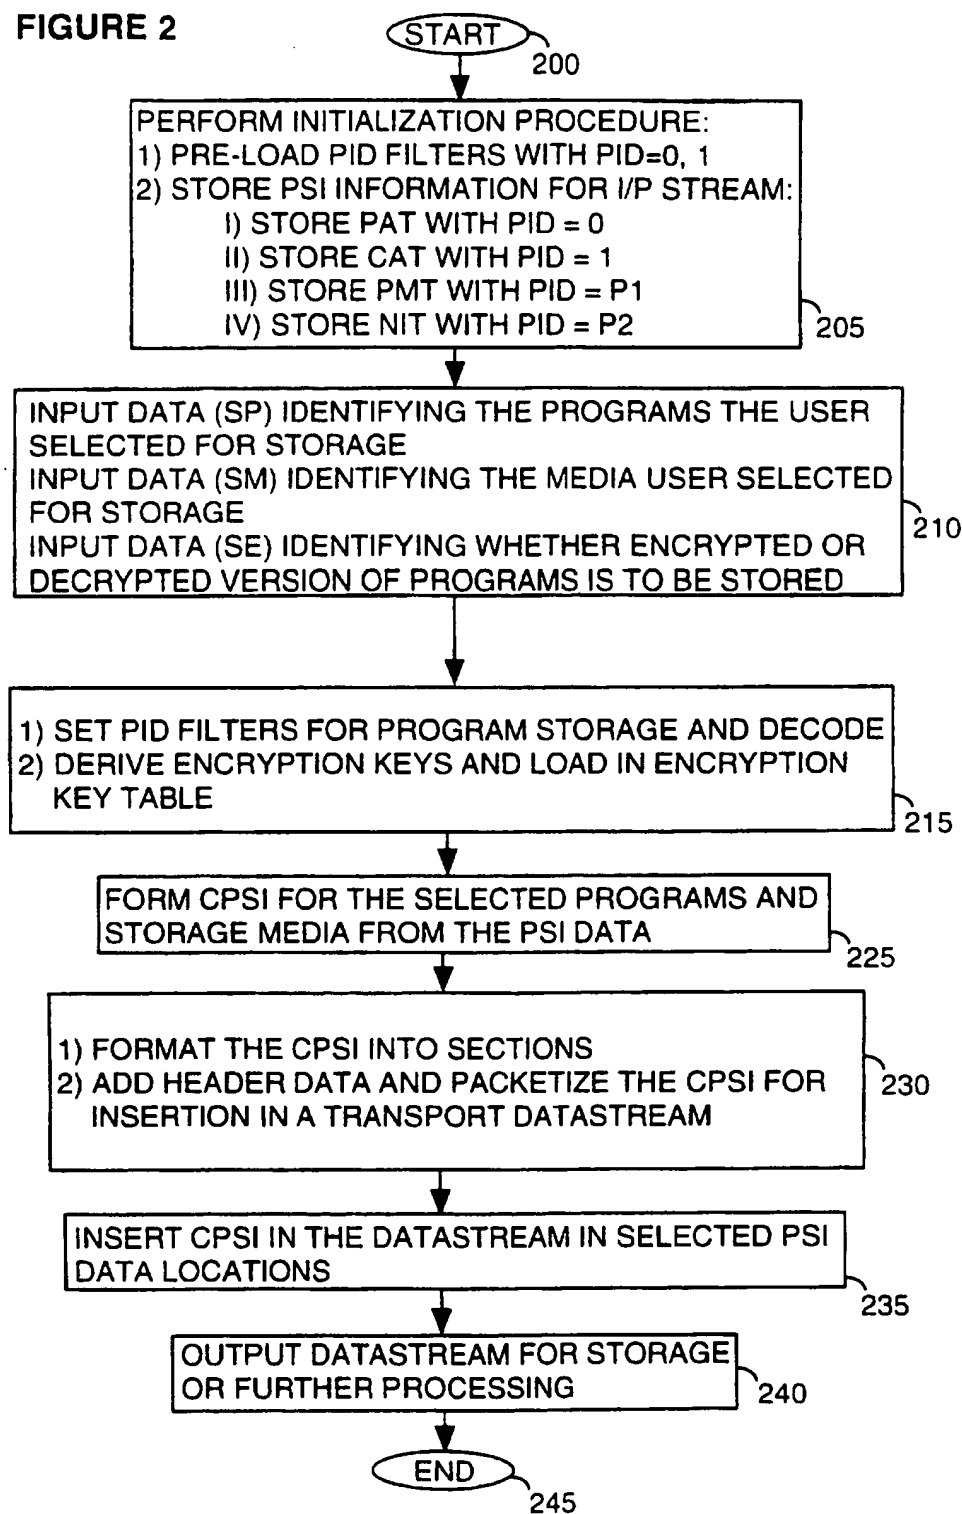 FIGURE 2
START
200
PERFORM INITIALIZATION PROCEDURE:
1) PRE-LOAD PID FILTERS WITH PID=0, 1
2) STORE PSI INFORMATION FOR I/P STREAM:
I) STORE PAT WITH PID = 0
II) STORE CAT WITH PID = 1
III) STORE PMT WITH PID = P1
IV) STORE NIT WITH PID = P2
205
INPUT DATA (SP) IDENTIFYING THE PROGRAMS THE USER
SELECTED FOR STORAGE
INPUT DATA (SM) IDENTIFYING THE MEDIA USER SELECTED
FOR STORAGE
INPUT DATA (SE) IDENTIFYING WHETHER ENCRYPTED OR
DECRYPTED VERSION OF PROGRAMS IS TO BE STORED
210
1) SET PID FILTERS FOR PROGRAM STORAGE AND DECODE
2) DERIVE ENCRYPTION KEYS AND LOAD IN ENCRYPTION
KEY TABLE
215
FORM CPSI FOR THE SELECTED PROGRAMS AND
STORAGE MEDIA FROM THE PSI DATA
225
1) FORMAT THE CPSI INTO SECTIONS
2) ADD HEADER DATA AND PACKETIZE THE CPSI FOR
INSERTION IN A TRANSPORT DATASTREAM
230
INSERT CPSI IN THE DATASTREAM IN SELECTED PSI
DATA LOCATIONS
235
OUTPUT DATASTREAM FOR STORAGE
OR FURTHER PROCESSING
240
END
245